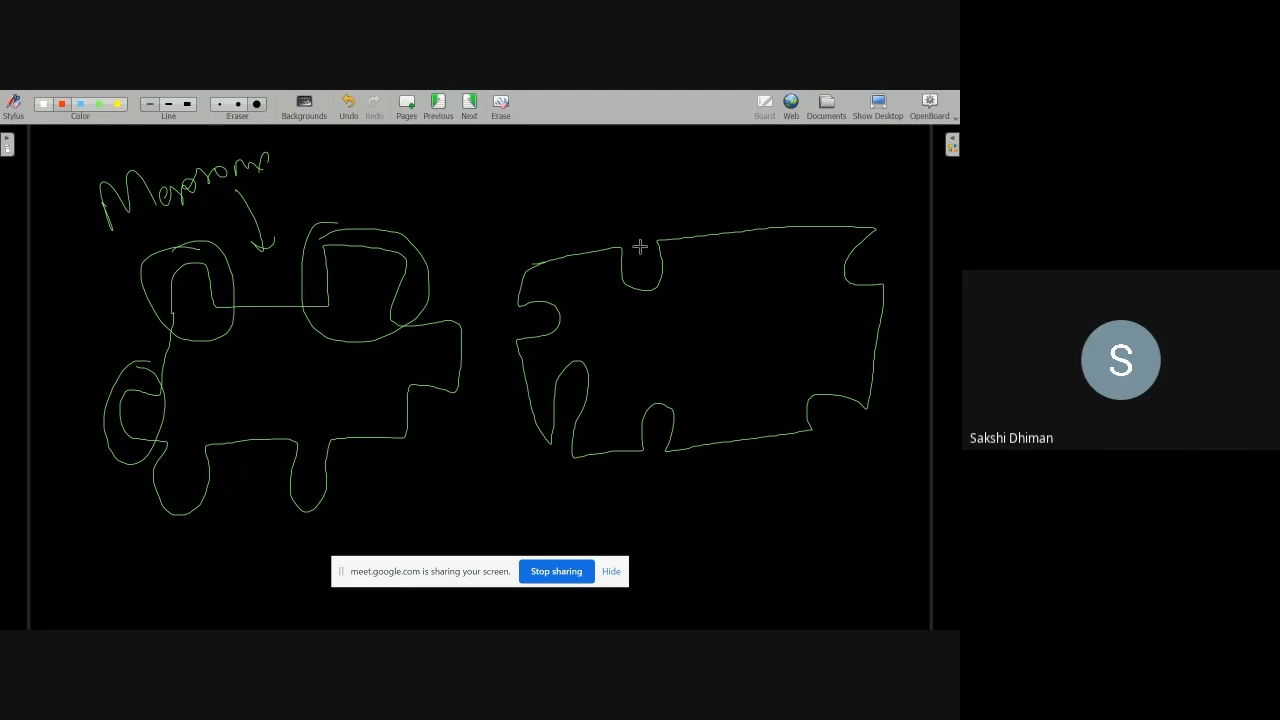 Stylus
Color
Line
Eraser
Backgrounds
Undo
Redo
Pages
Previous
Next
Erase
Board
Web
Documents
Show Desktop
OpenBoard
meet.google.com is sharing your screen.
Stop sharing
Hide
S
Sakshi Dhiman